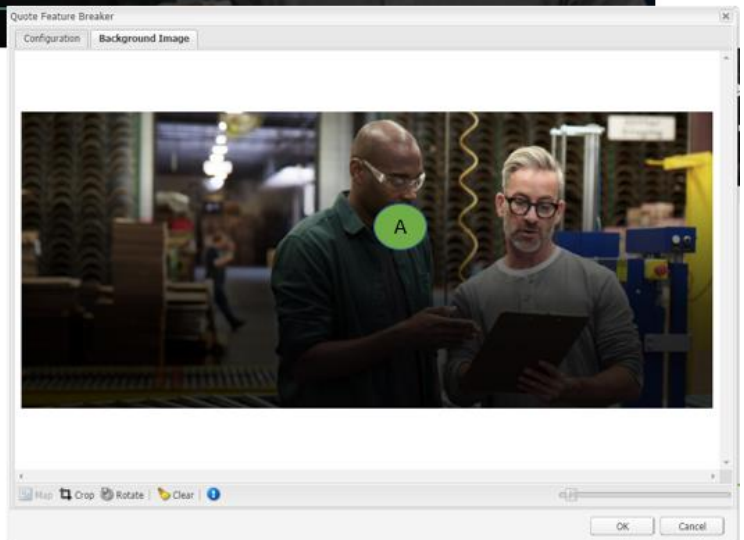 Quote Feature Breaker
Configuration Background Image
A
Map Crop Rotate Clear
OK Cancel